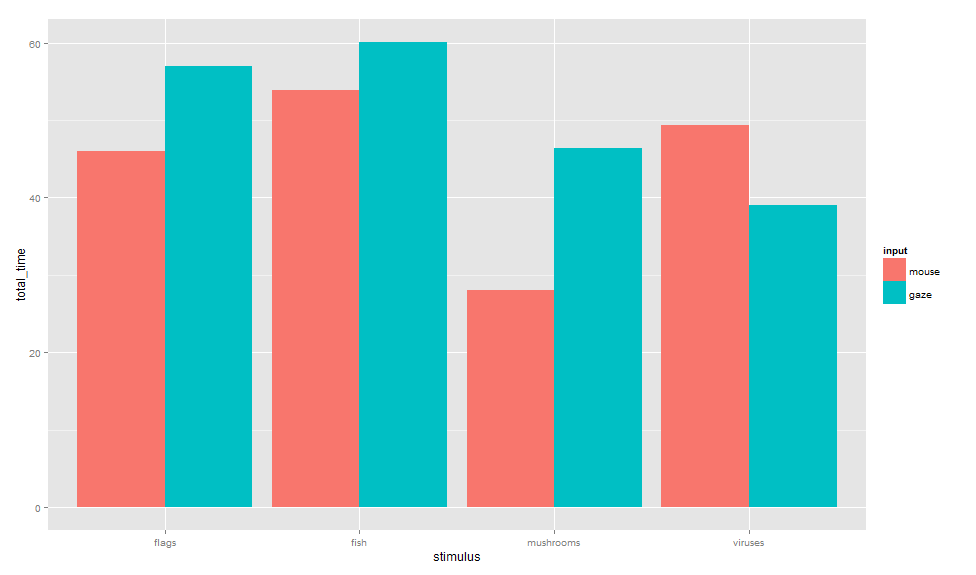 total_time
60
40
20
0
flags fish mushrooms viruses
stimulus
input
mouse
gaze